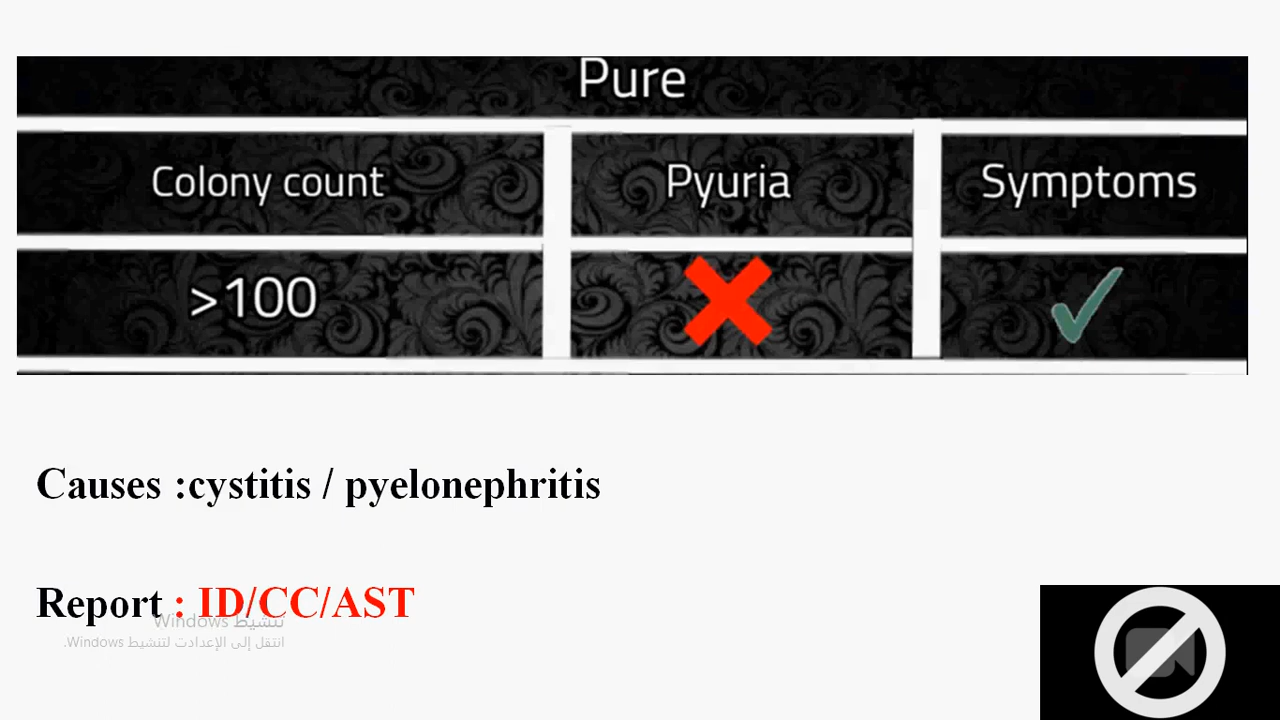 Pure
Colony count Pyuria Symptoms
>100
Causes :cystitis / pyelonephritis
Report : ID/CC/AST
تنشيط Windows
انتقل إلى الإعدادت لتنشيط Windows.